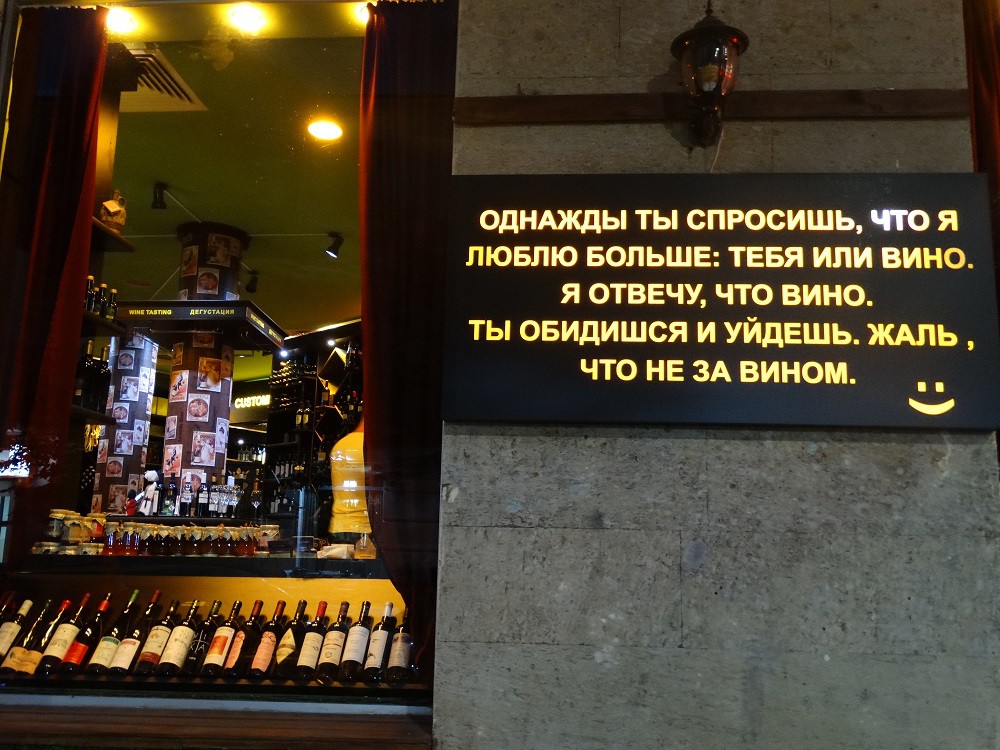 ОДНАЖДЫ ТЫ СПРОСИШЬ, ЧТО Я
ЛЮБЛЮ БОЛЬШЕ: ТЕБЯ ИЛИ ВИНО.
Я ОТВЕЧУ, ЧТО ВИНО.
ТЫ ОБИДИШСЯ И УЙДЕШЬ. ЖАЛЬ ,
ЧТО НЕ ЗА ВИНОМ.
WINE TASTING ДЕГУСТАЦИЯ
CUSTOM